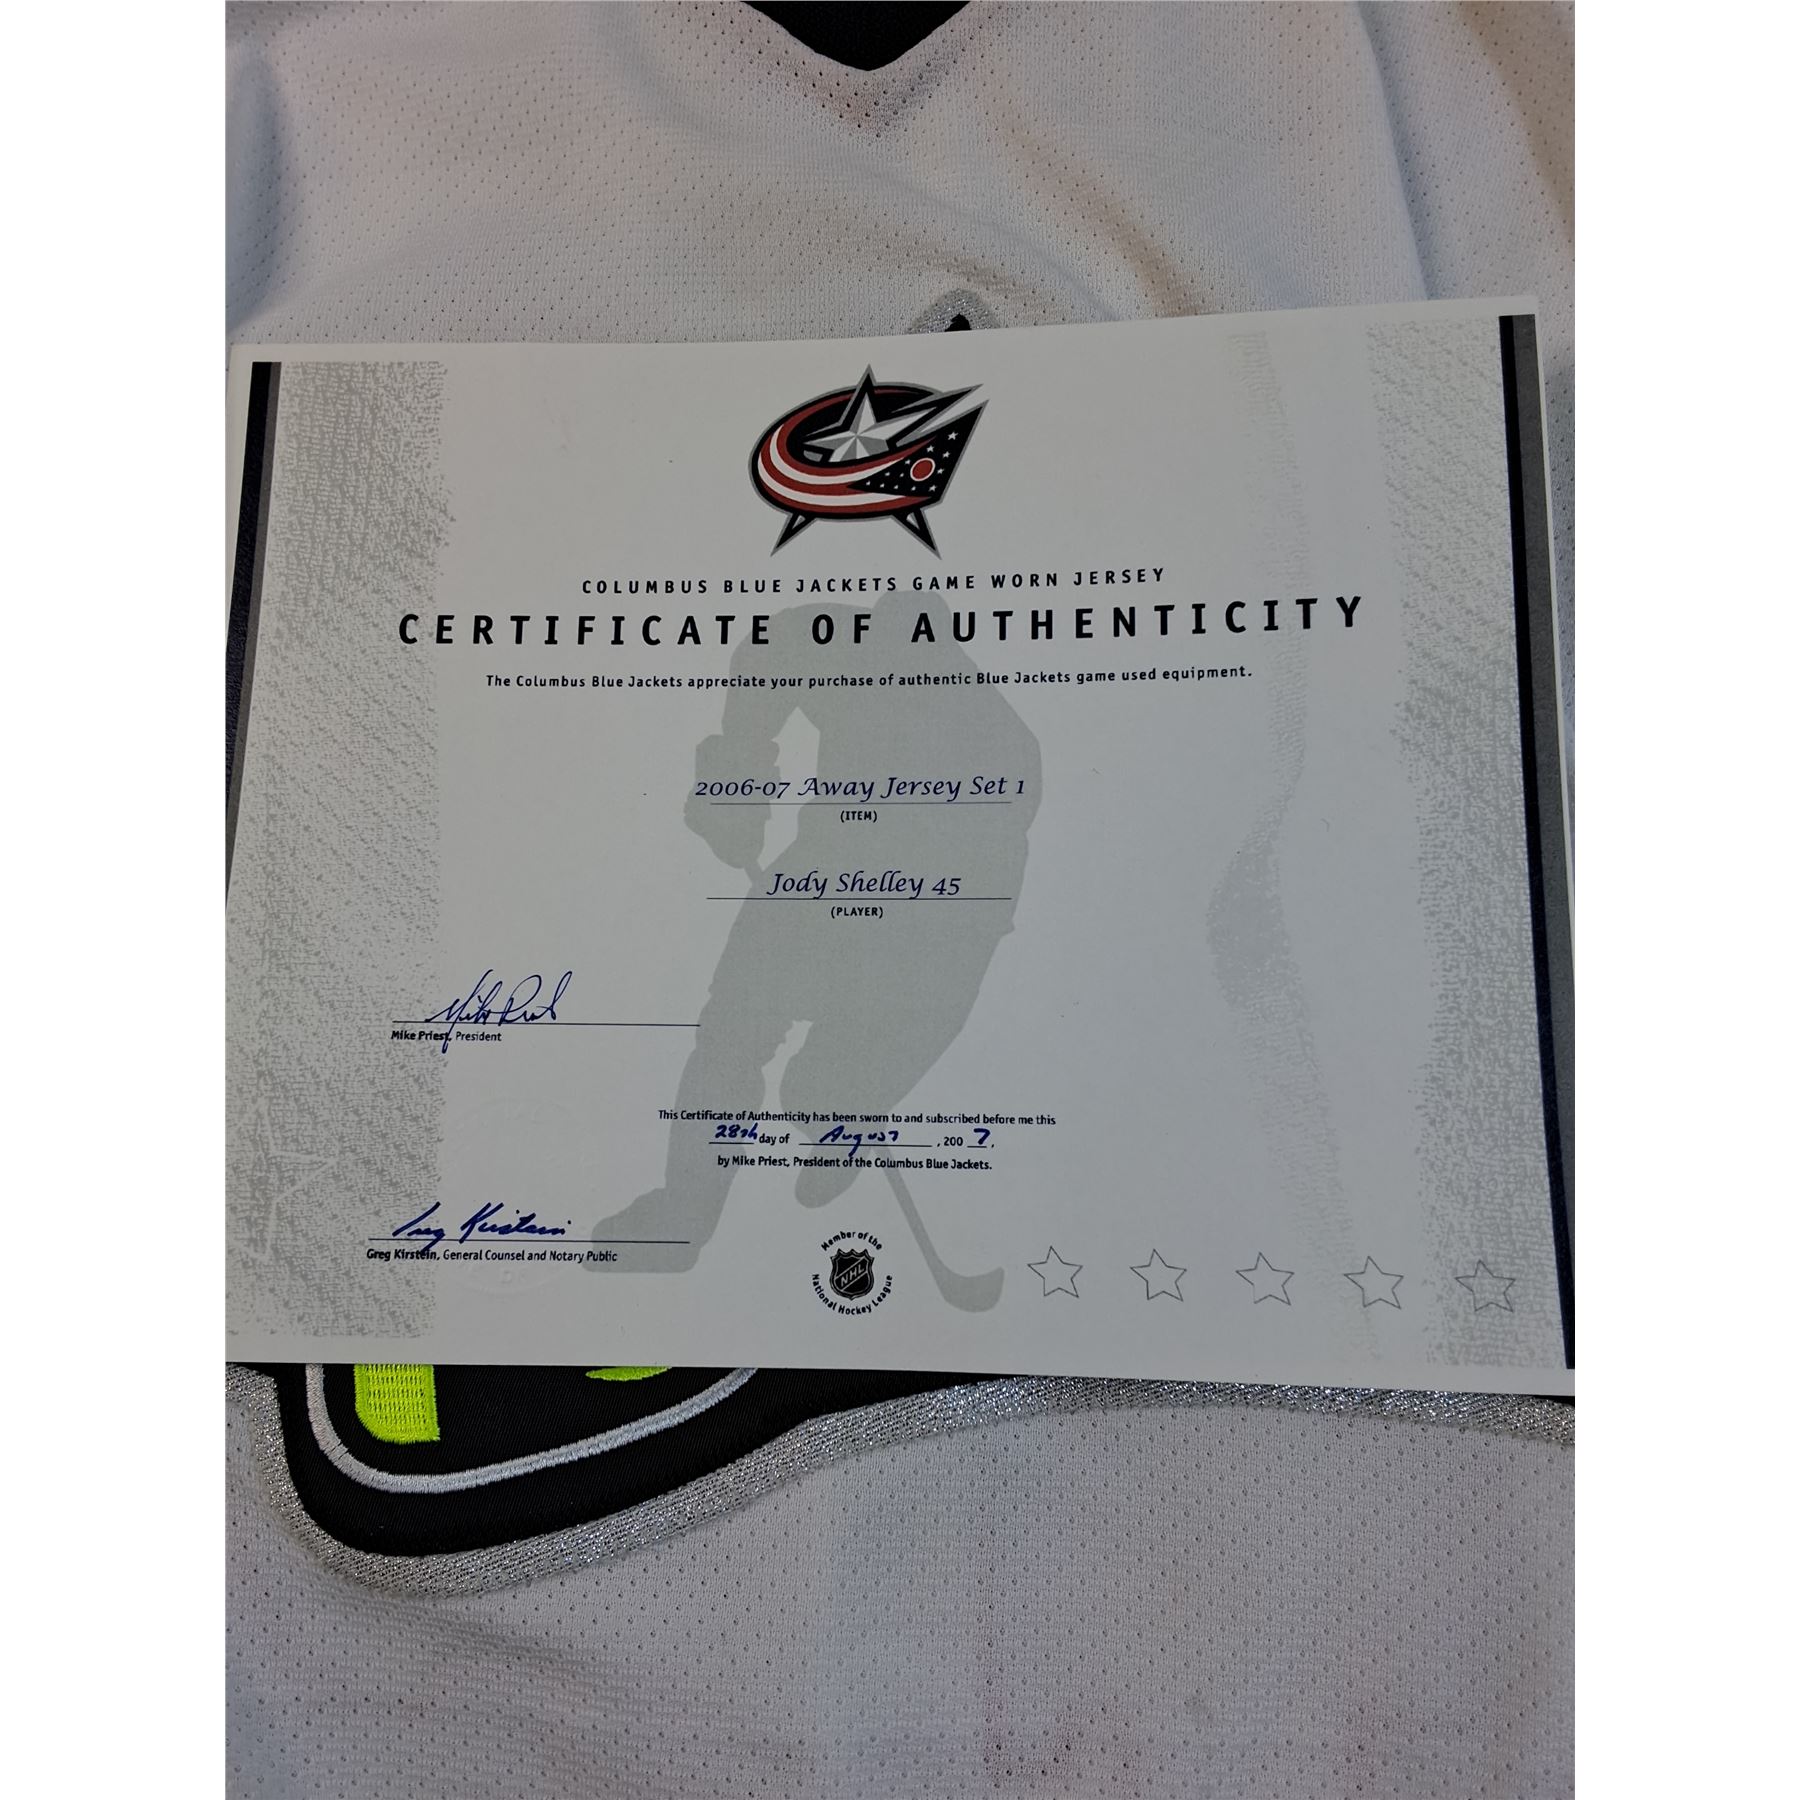 COLUMBUS BLUE JACKETS GAME WORN JERSEY
CERTIFICATE OF AUTHENTICITY
The Columbus Blue Jackets appreciate your purchase of authentic Blue Jackets game used equipment.
2006-07 Away Jersey Set 1
(ITEM)
Jody Shelley 45
(PLAYER)
Mike Priest, President
This Certificate of Authenticity has been sworn to and subscribed before me this
28th day of August, 2007.
by Mike Priest, President of the Columbus Blue Jackets.
Greg Kirstein
Greg Kirstein, General Counsel and Notary Public
Member of the
NHL
National Hockey League